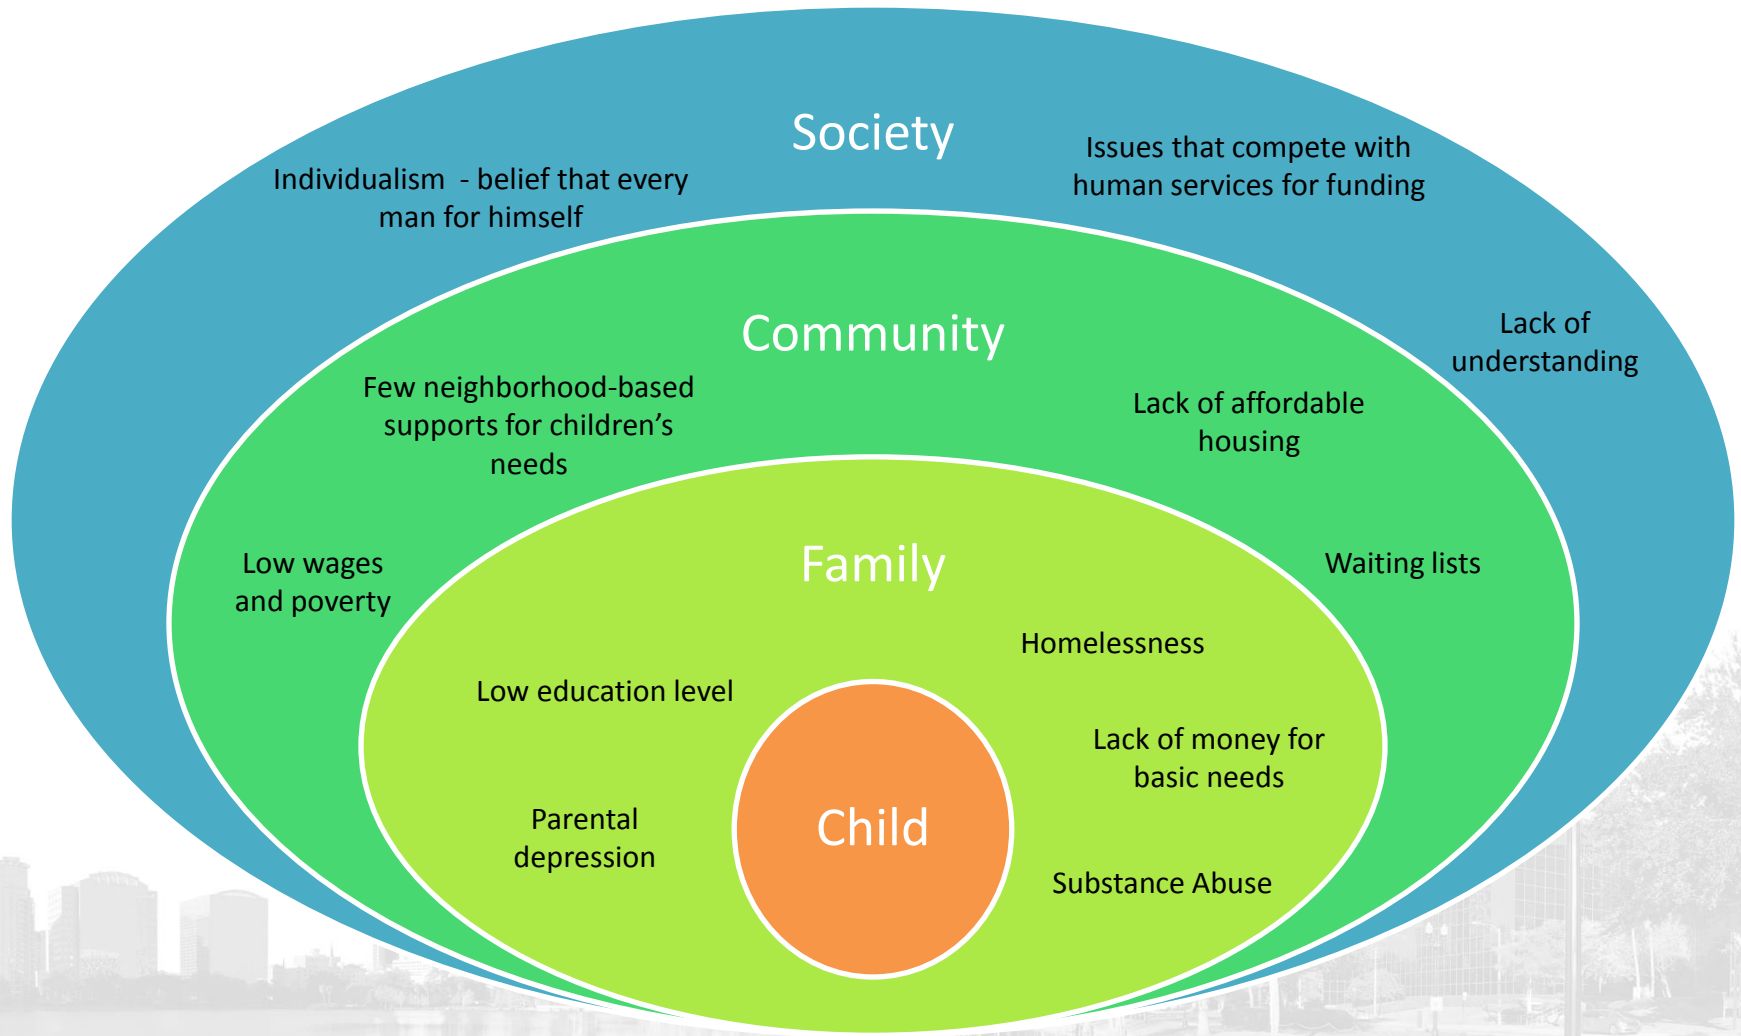 Society
Individualism  - belief that every
man for himself
Issues that compete with
human services for funding
Lack of
understanding
Community
Few neighborhood-based
supports for children’s
needs
Lack of affordable
housing
Low wages
and poverty
Waiting lists
Family
Homelessness
Low education level
Lack of money for
basic needs
Parental
depression
Child
Substance Abuse